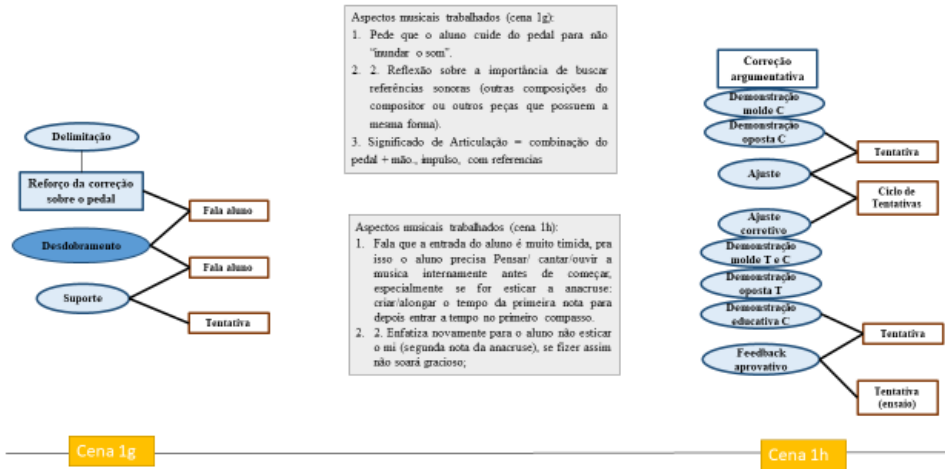 Delimitação
Reforço da correção
sobre o pedal
Fala aluno
Desdobramento
Fala aluno
Suporte
Tentativa
Aspectos musicais trabalhados (cena 1g):
1. Pede que o aluno cuide do pedal para não
"inundar o som".
2. 2. Reflexão sobre a importância de buscar
referências sonoras (outras composições do
compositor ou outros peças que possuem a
mesma forma).
3. Significado de Articulação = combinação do
pedal + mão., impulso, com referencias
Aspectos musicais trabalhados (cena 1h):
1. Fala que a entrada do aluno é muito timida, pra
isso o aluno precisa Pensar/ cantar/ouvir a
musica internamente antes de começar,
especialmente se for esticar a anacruse:
criar/alongar o tempo da primeira nota para
depois entrar a tempo no primeiro compasso.
2. 2. Enfatiza novamente para o aluno não esticar
o mi (segunda nota da anacruse), se fizer assim
não soará gracioso;
Correção
argumentativa
Demonstração
molde C
Demonstração
oposta C
Tentativa
Ajuste
Ciclo de
Tentativas
Ajuste
corretivo
Demonstração
molde T e C
Demonstração
oposta T
Demonstração
educativa C
Tentativa
Feedback
aprovativo
Tentativa
(ensaio)
Cena 1g
Cena 1h